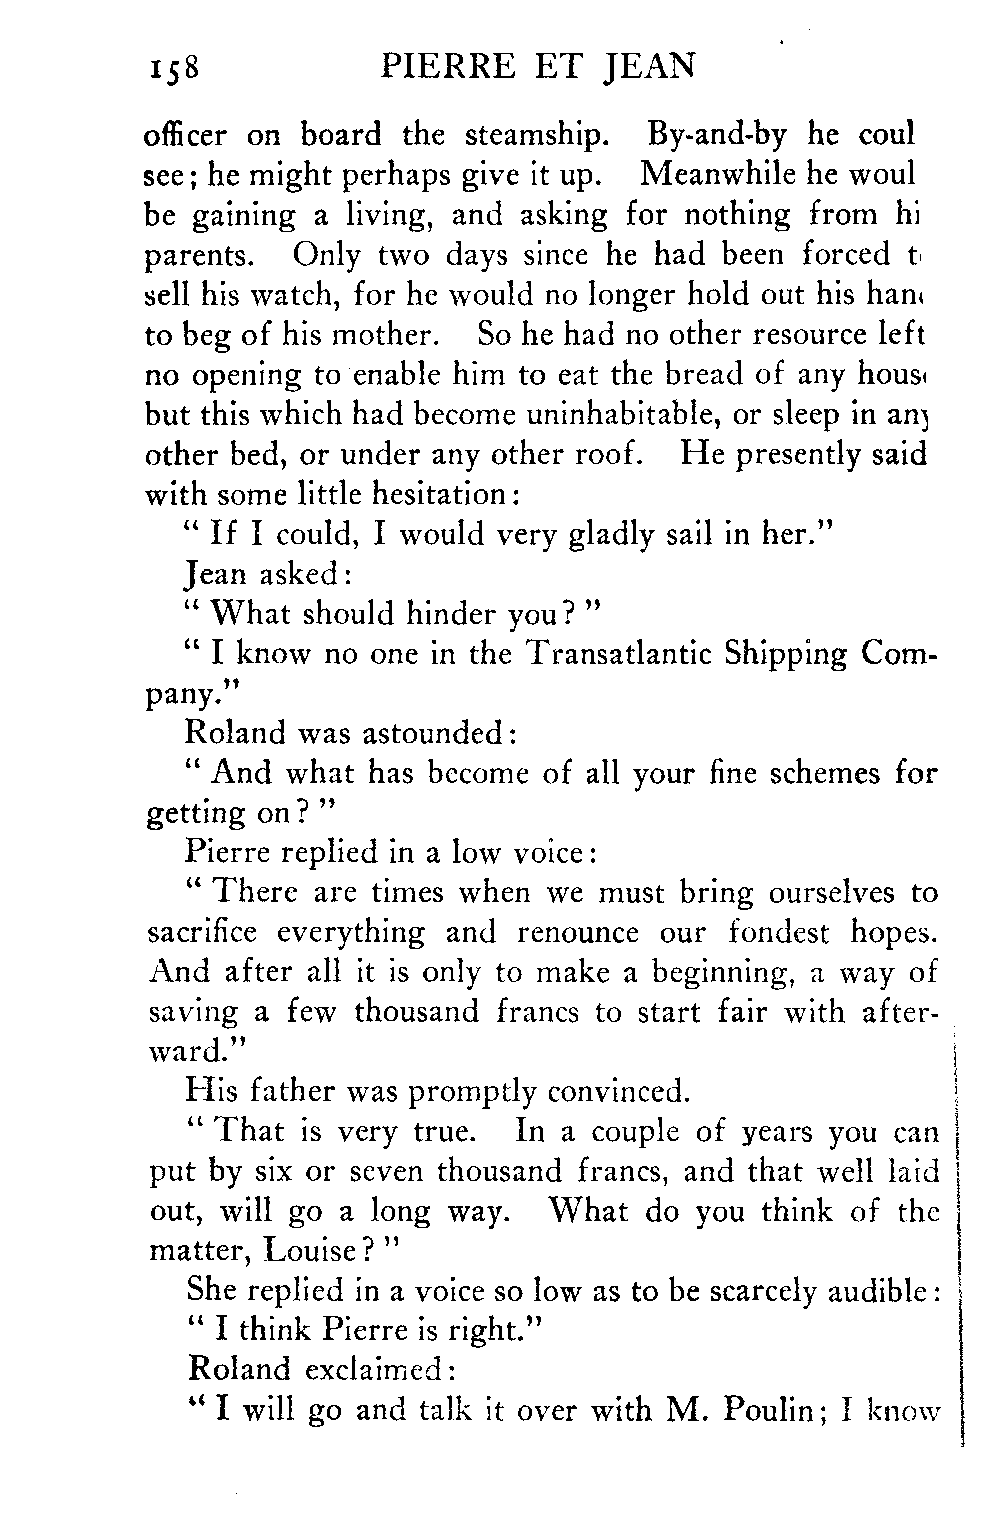 158 PIERRE ET JEAN
officer on board the steamship. By-and-by he coul
see; he might perhaps give it up. Meanwhile he woul
be gaining a living, and asking for nothing from hi
parents. Only two days since he had been forced t
sell his watch, for he would no longer hold out his han
to beg of his mother. So he had no other resource left
no opening to enable him to eat the bread of any hous
but this which had become uninhabitable, or sleep in any
other bed, or under any other roof. He presently said
with some little hesitation:
" If I could, I would very gladly sail in her."
Jean asked:
" What should hinder you? "
" I know no one in the Transatlantic Shipping Com-
pany."
Roland was astounded:
" And what has become of all your fine schemes for
getting on? "
Pierre replied in a low voice:
" There are times when we must bring ourselves to
sacrifice everything and renounce our fondest hopes.
And after all it is only to make a beginning, a way of
saving a few thousand francs to start fair with after-
ward."
His father was promptly convinced.
" That is very true. In a couple of years you can
put by six or seven thousand francs, and that well laid
out, will go a long way. What do you think of the
matter, Louise? "
She replied in a voice so low as to be scarcely audible:
" I think Pierre is right."
Roland exclaimed:
" I will go and talk it over with M. Poulin; I know